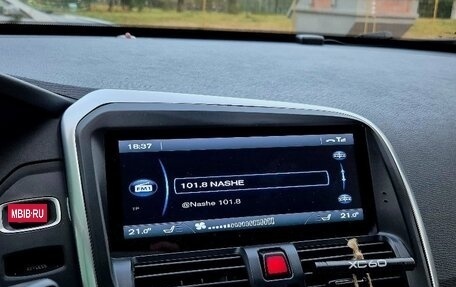 18:37
101.8 NASHE
FM1
@Nashe 101.8
TP
21.0° 21.0°
MBIB·RU
XC60